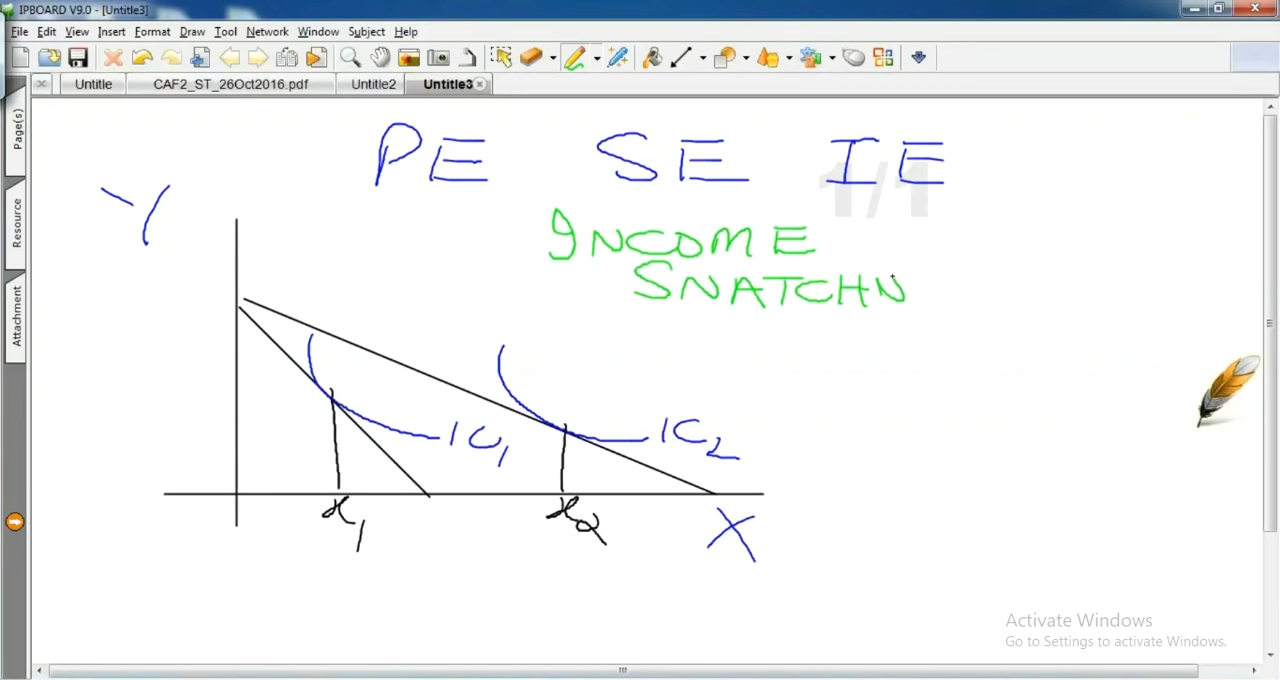 IPBOARD V9.0 - [Untitle3]
File Edit View Insert Format Draw Tool Network Window Subject Help
Untitle CAF2_ST_26Oct2016.pdf Untitle2 Untitle3
Page(s)
Resource
Attachment
PE SE IE
1/1
Y
INCOME
SNATCHN
IC1
IC2
x1
x2
X
Activate Windows
Go to Settings to activate Windows.